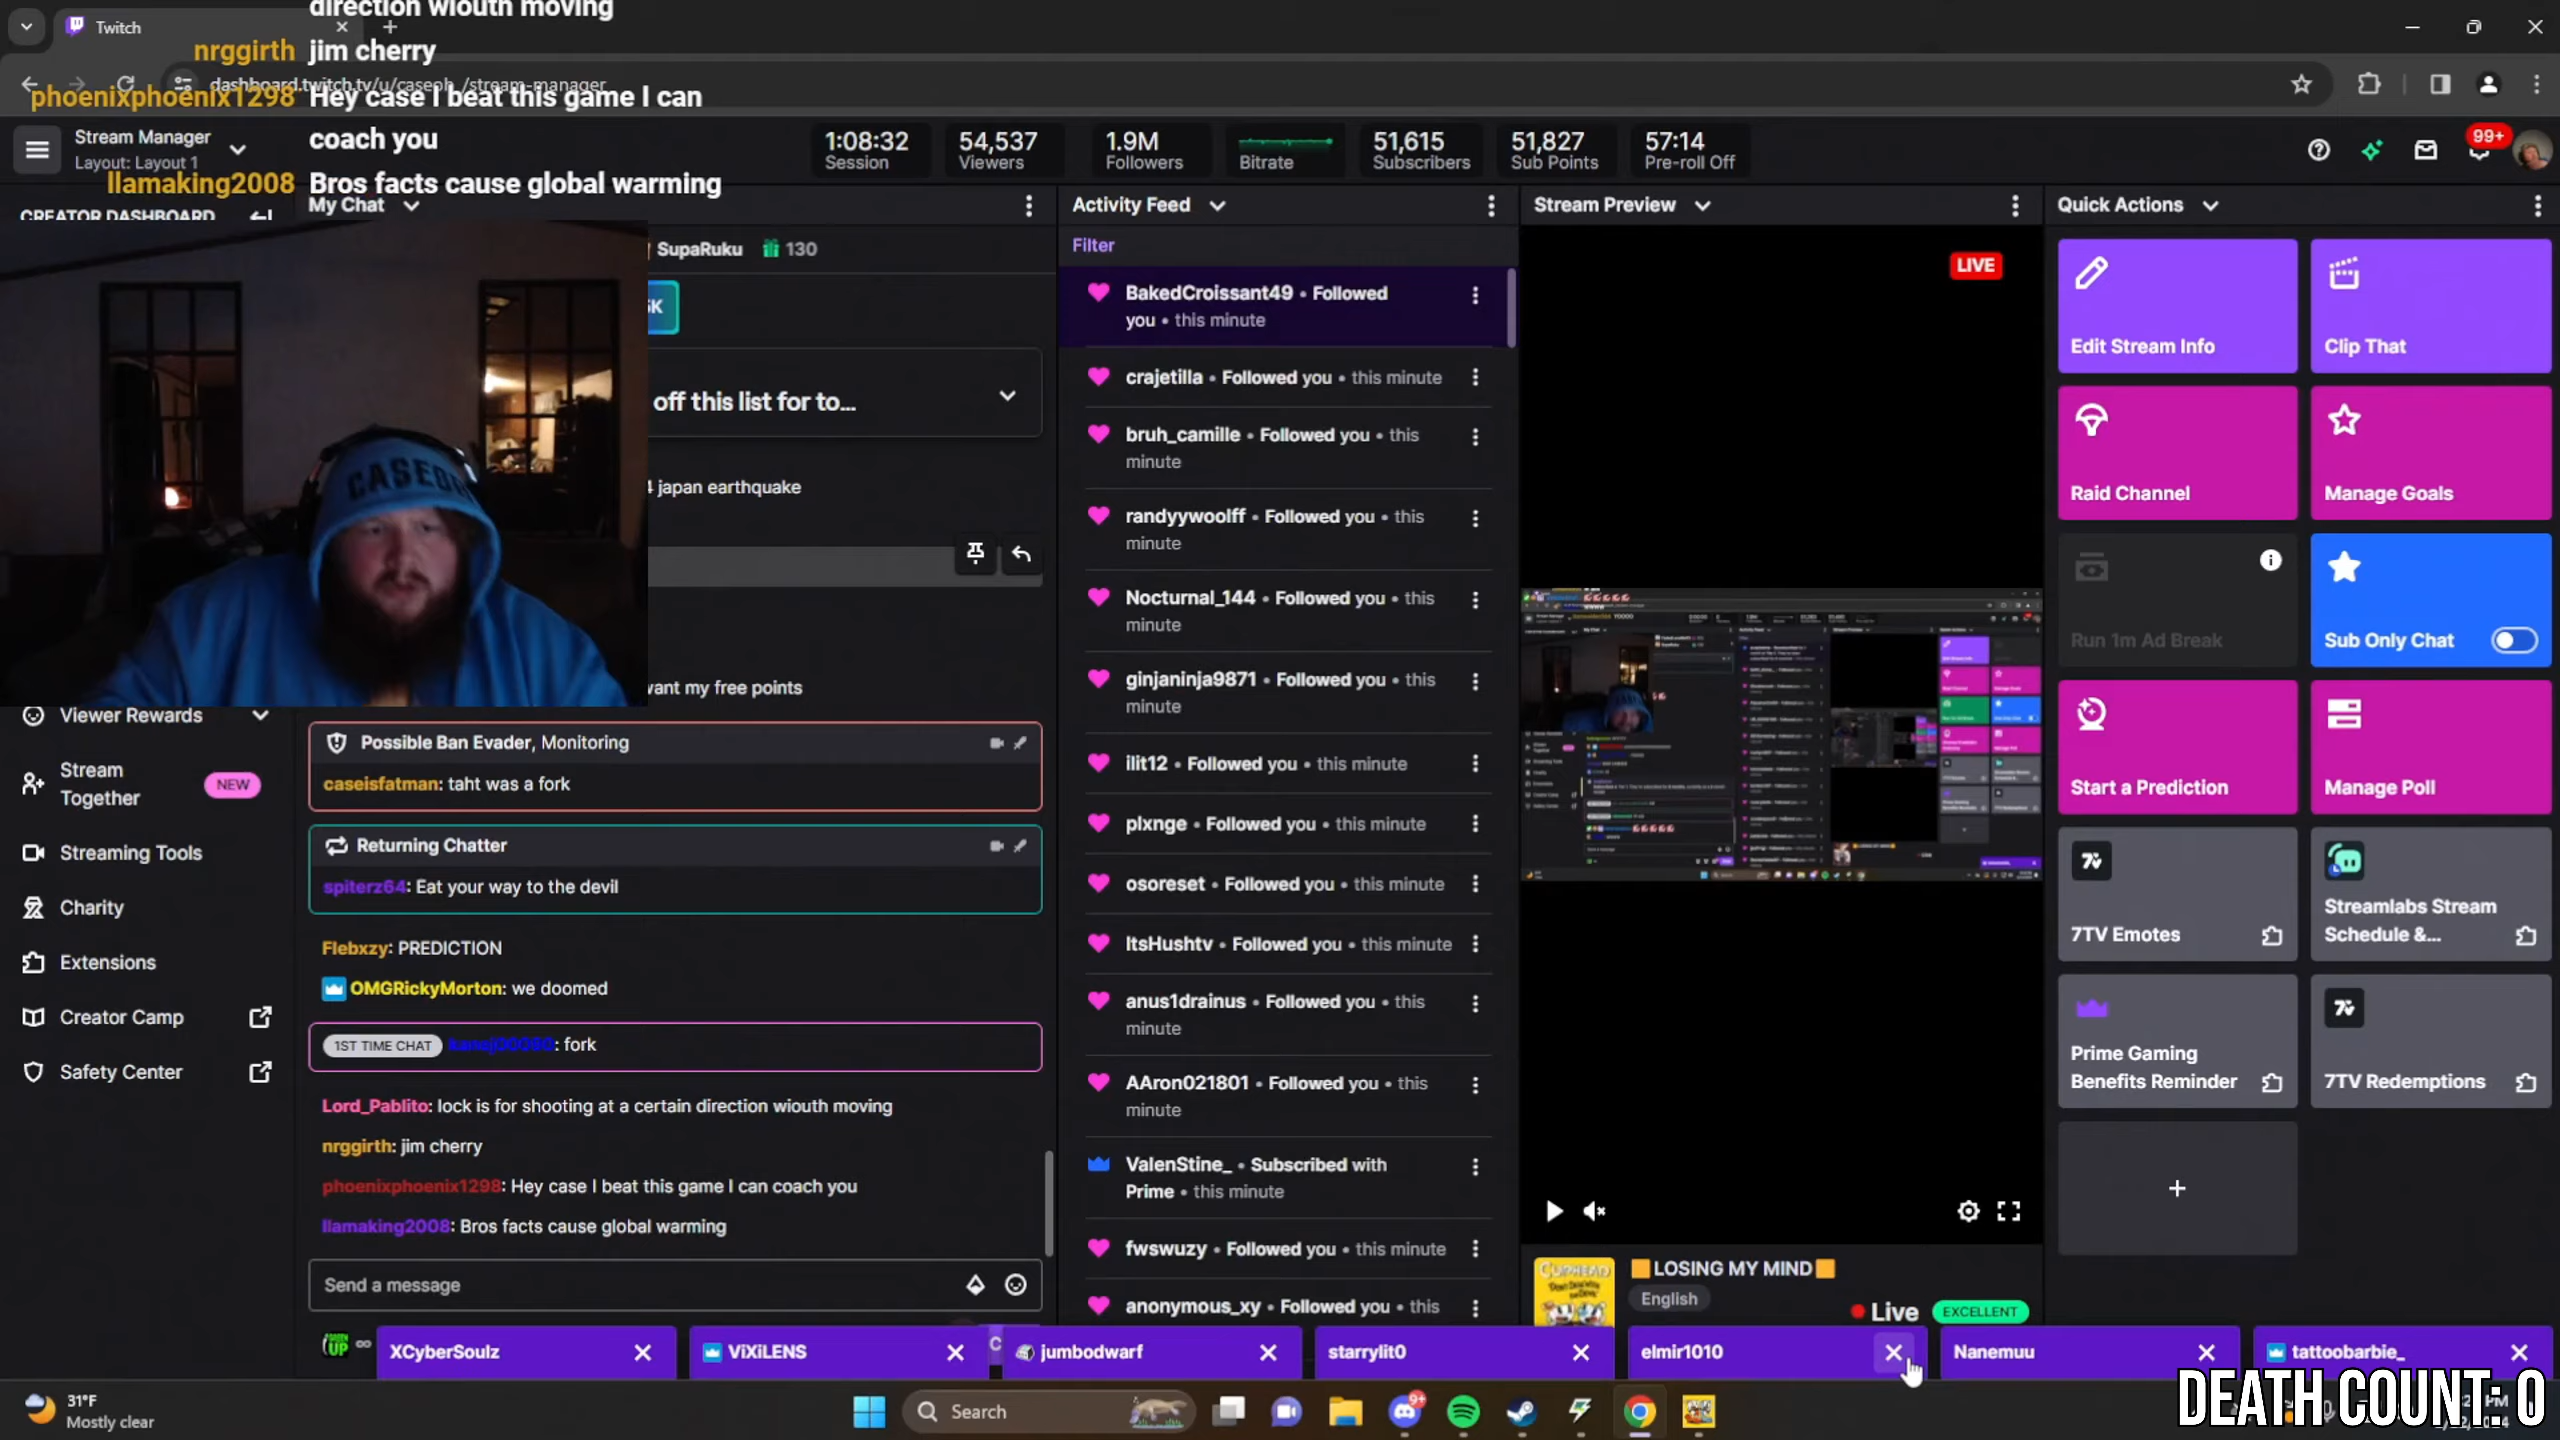 direction wiouth moving
Twitch
nrggirth jim cherry
dashboard.twitch.tv/u/caseoh_/stream-manager
phoenixphoenix1298 Hey case I beat this game I can
coach you
llamaking2008 Bros facts cause global warming
Stream Manager
Layout: Layout 1
1:08:32
Session
54,537
Viewers
1.9M
Followers
Bitrate
51,615
Subscribers
51,827
Sub Points
57:14
Pre-roll Off
99+
CREATOR DASHBOARD
Viewer Rewards
Stream
Together
NEW
Streaming Tools
Charity
Extensions
Creator Camp
Safety Center
My Chat
SupaRuku 130
off this list for to...
japan earthquake
want my free points
CASEOH
Possible Ban Evader, Monitoring
caseisfatman: taht was a fork
Returning Chatter
spiterz64: Eat your way to the devil
Flebxzy: PREDICTION
OMGRickyMorton: we doomed
1ST TIME CHAT : fork
Lord_Pablito: lock is for shooting at a certain direction wiouth moving
nrggirth: jim cherry
phoenixphoenix1298: Hey case I beat this game I can coach you
llamaking2008: Bros facts cause global warming
Send a message
Activity Feed
Filter
BakedCroissant49 • Followed
you • this minute
crajetilla • Followed you • this minute
bruh_camille • Followed you • this
minute
randyywoolff • Followed you • this
minute
Nocturnal_144 • Followed you • this
minute
ginjaninja9871 • Followed you • this
minute
ilit12 • Followed you • this minute
plxnge • Followed you • this minute
osoreset • Followed you • this minute
ItsHushtv • Followed you • this minute
anus1drainus • Followed you • this
minute
AAron021801 • Followed you • this
minute
ValenStine_ • Subscribed with
Prime • this minute
fwswuzy • Followed you • this minute
anonymous_xy • Followed you • this
Stream Preview
LIVE
CUPHEAD
LOSING MY MIND
English
Live
EXCELLENT
Quick Actions
Edit Stream Info
Clip That
Raid Channel
Manage Goals
Run 1m Ad Break
Sub Only Chat
Start a Prediction
Manage Poll
7TV Emotes
Streamlabs Stream
Schedule &...
Prime Gaming
Benefits Reminder
7TV Redemptions
XCyberSoulz
ViXiLENS
jumbodwarf
starrylit0
elmir1010
Nanemuu
tattoobarbie_
31°F
Mostly clear
Search
DEATH COUNT: 0